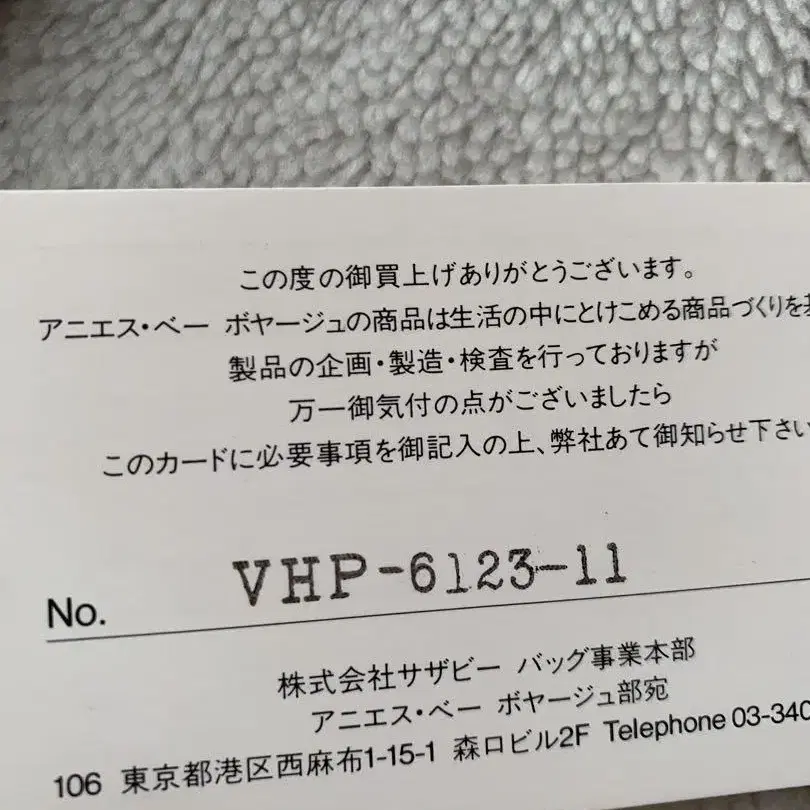 この度の御買上げありがとうございます。
アニエス・ベー ボヤージュの商品は生活の中にとけこめる商品づくりを
製品の企画・製造・検査を行っておりますが
万一御気付の点がございましたら
このカードに必要事項を御記入の上、弊社あて御知らせ下さい
No. VHP-6123-11
株式会社サザビー バッグ事業本部
アニエス・ベー ボヤージュ部宛
106 東京都港区西麻布1-15-1 森口ビル2F Telephone 03-340